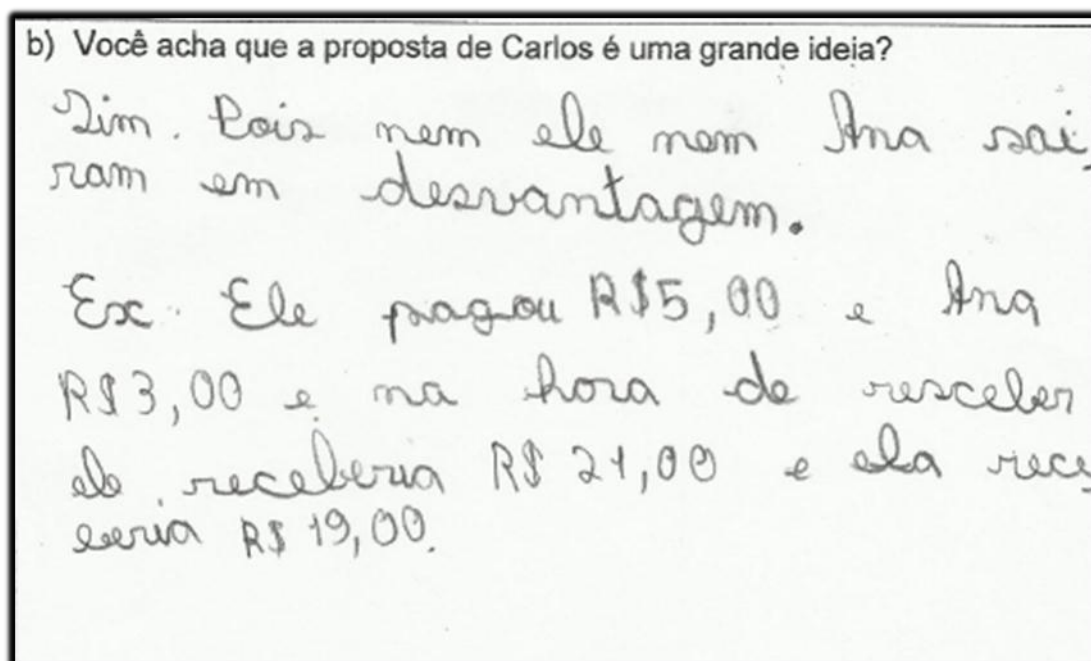 b) Você acha que a proposta de Carlos é uma grande ideia?
Sim. Pois nem ele nem Ana sai
ram em desvantagem.
Ex. Ele pagou R$5,00 e Ana
R$3,00 e na hora de resceber
ele receberia R$ 21,00 e ela rece
beria R$ 19,00.